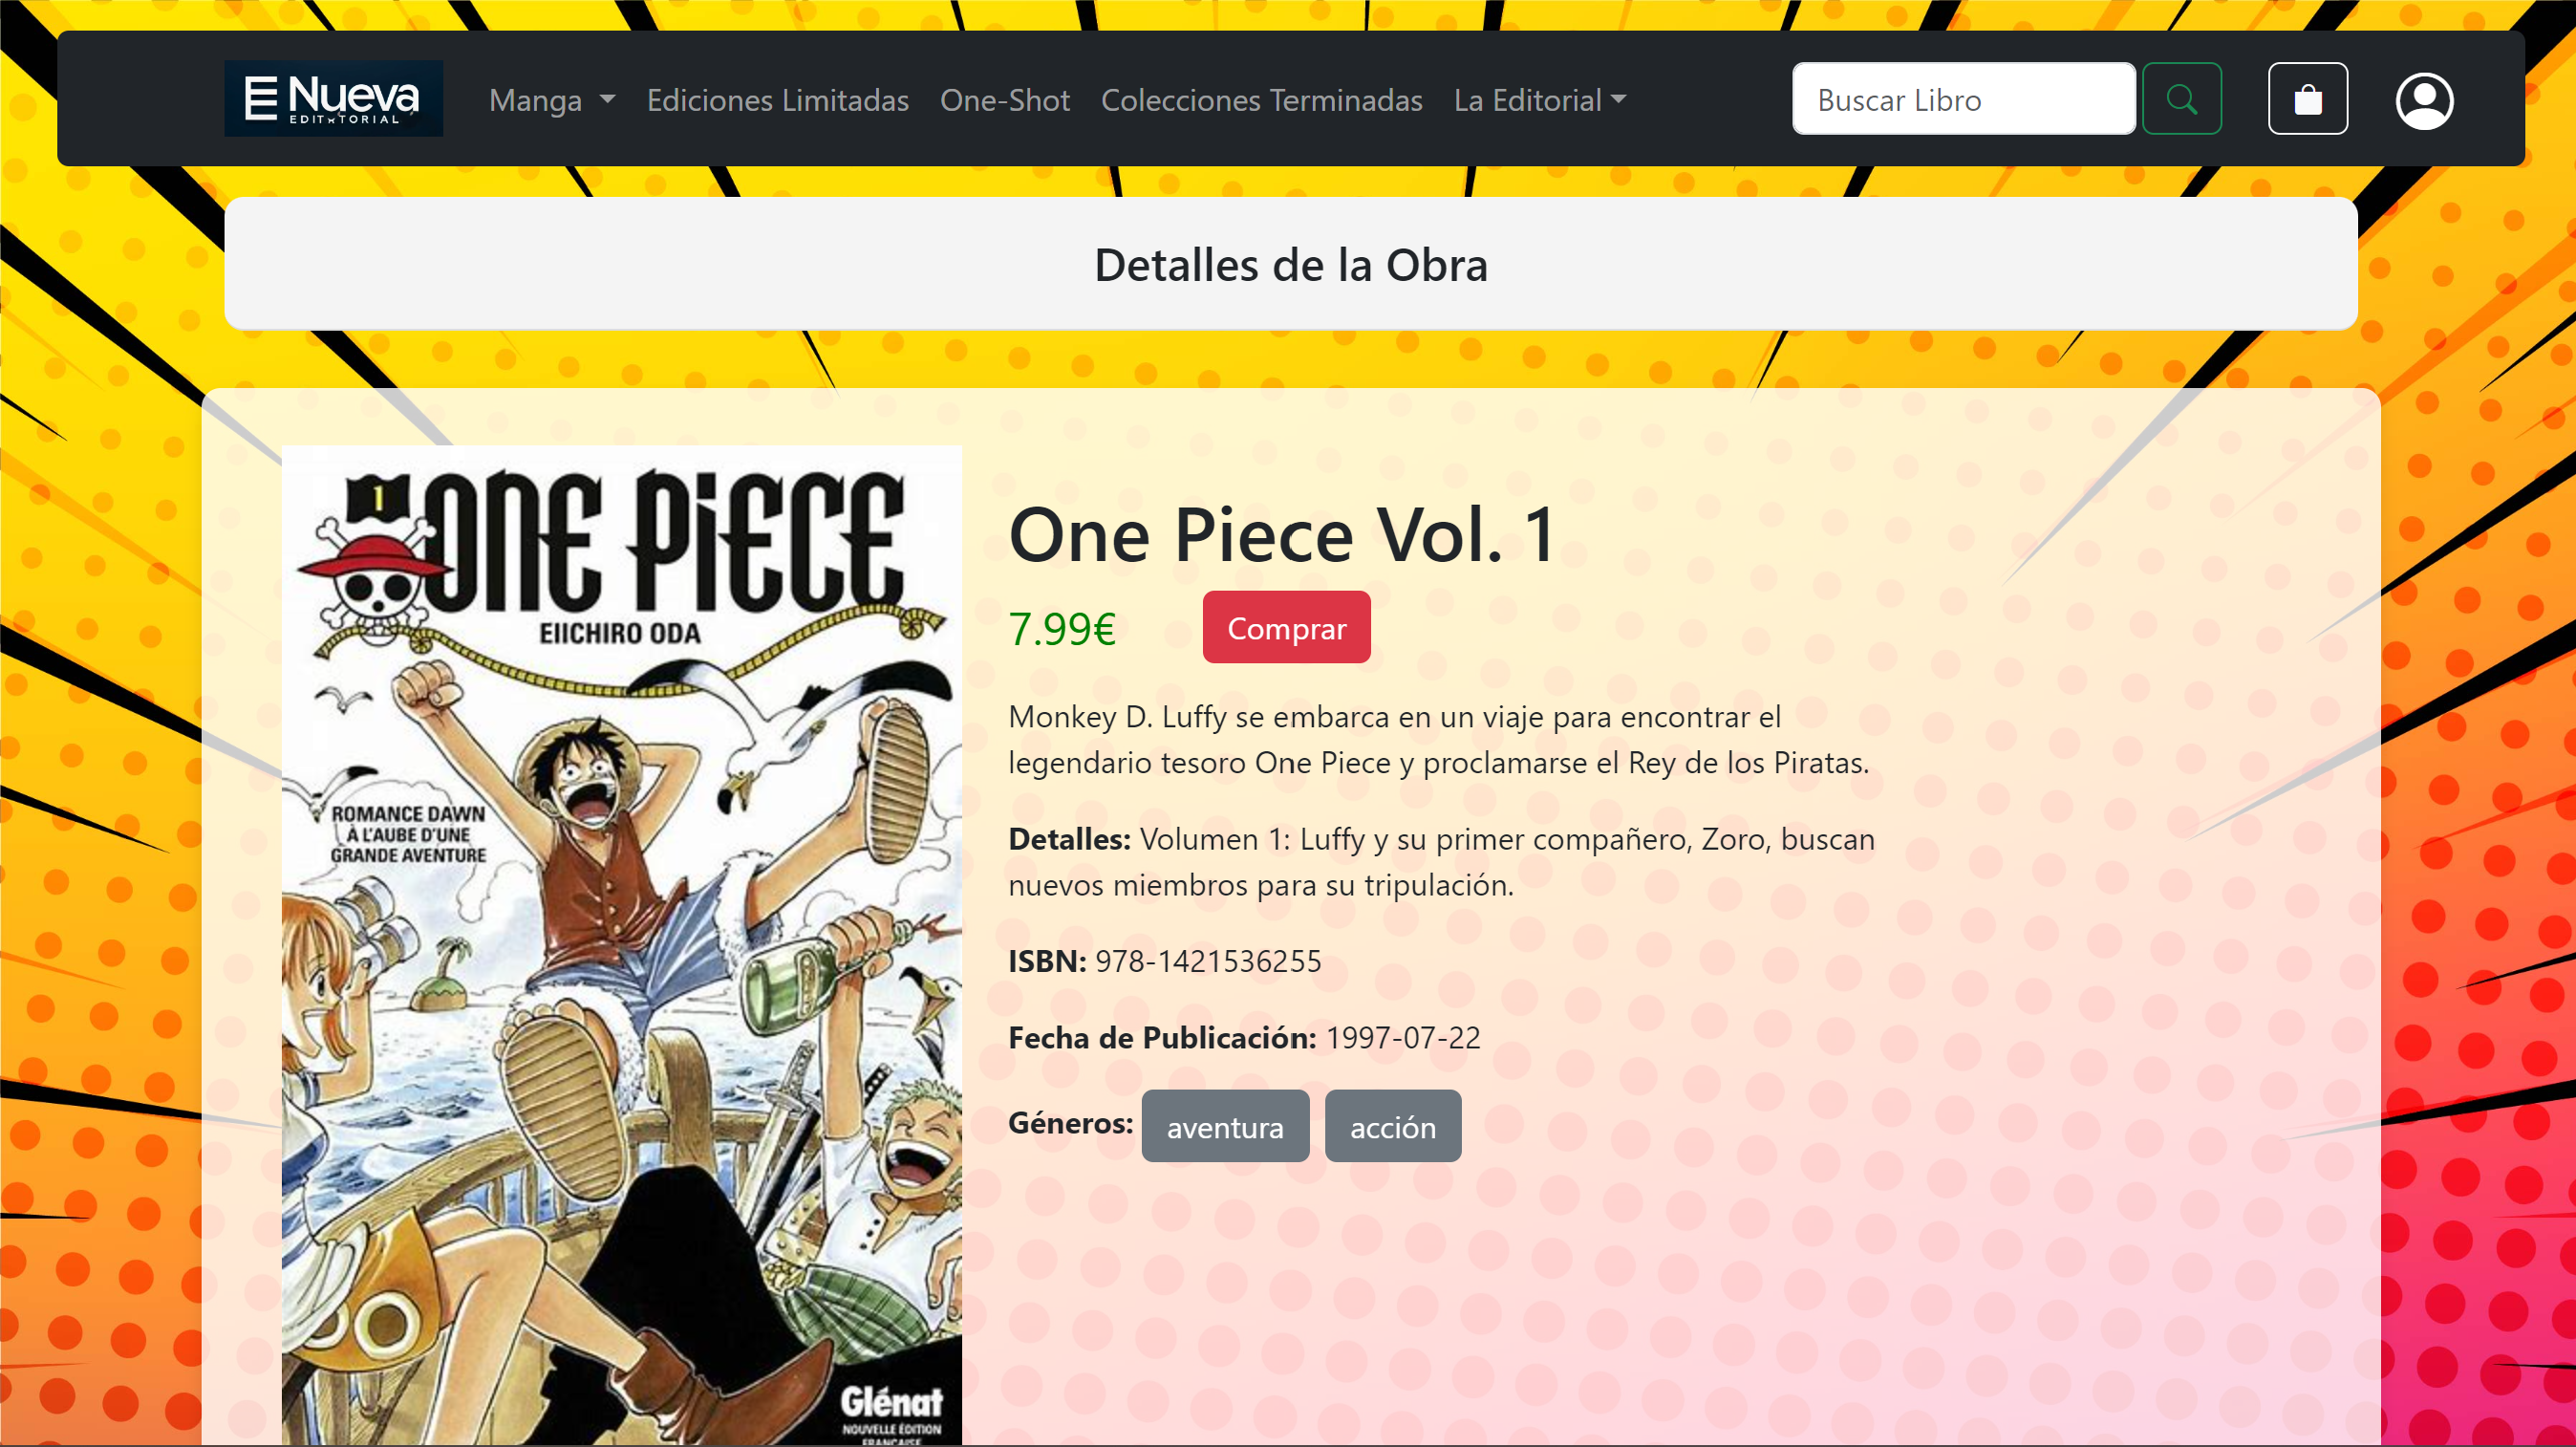 Nueva
EDITORIAL
Manga
Ediciones Limitadas
One-Shot
Colecciones Terminadas
La Editorial
Buscar Libro
Detalles de la Obra
1
ONE PIECE
EIICHIRO ODA
ROMANCE DAWN
À L'AUBE D'UNE
GRANDE AVENTURE
Glénat
NOUVELLE ÉDITION
FRANÇAISE
One Piece Vol. 1
7.99€
Comprar
Monkey D. Luffy se embarca en un viaje para encontrar el
legendario tesoro One Piece y proclamarse el Rey de los Piratas.
Detalles: Volumen 1: Luffy y su primer compañero, Zoro, buscan
nuevos miembros para su tripulación.
ISBN: 978-1421536255
Fecha de Publicación: 1997-07-22
Géneros: aventura acción